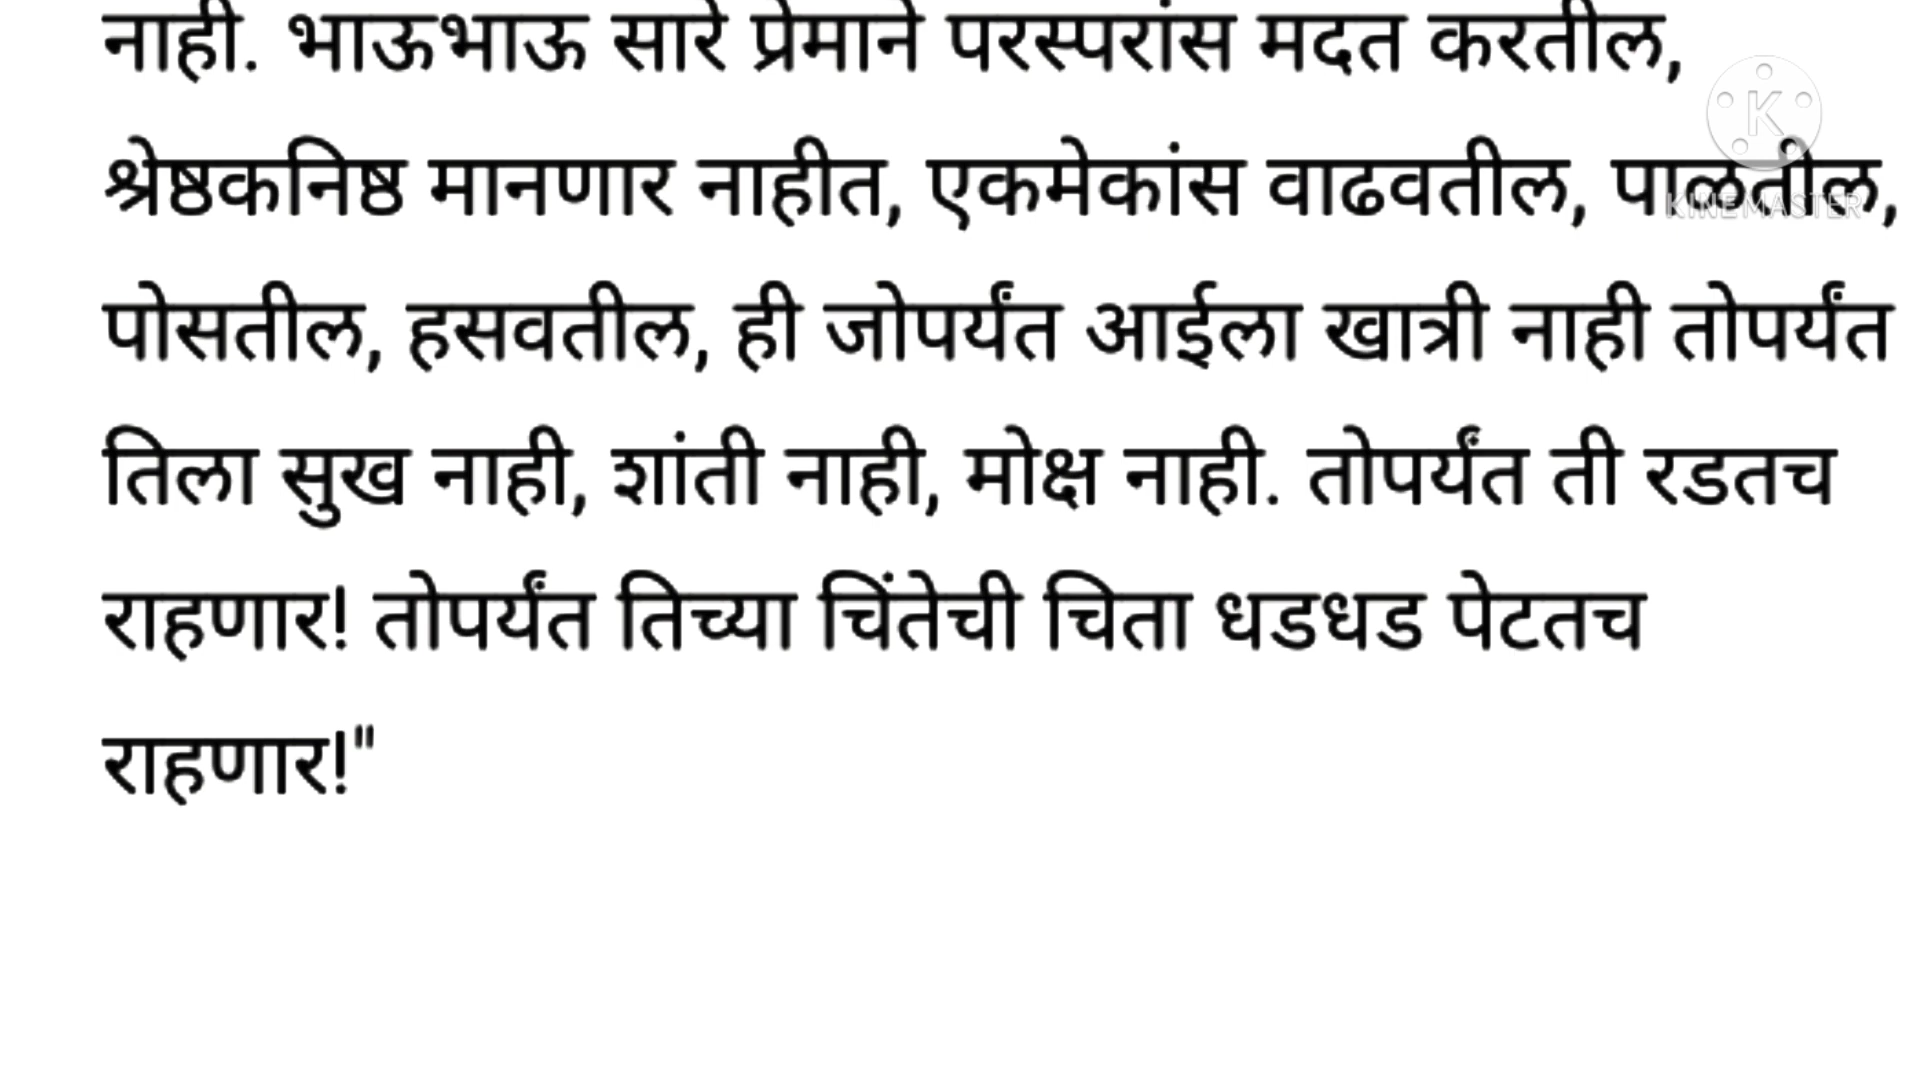 नाही. भाऊभाऊ सारे प्रेमाने परस्परांस मदत करतील,
श्रेष्ठकनिष्ठ मानणार नाहीत, एकमेकांस वाढवतील, पाळतील,
पोसतील, हसवतील, ही जोपर्यंत आईला खात्री नाही तोपर्यंत
तिला सुख नाही, शांती नाही, मोक्ष नाही. तोपर्यंत ती रडतच
राहणार! तोपर्यंत तिच्या चिंतेची चिता धडधड पेटतच
राहणार!"
K
KINEMASTER